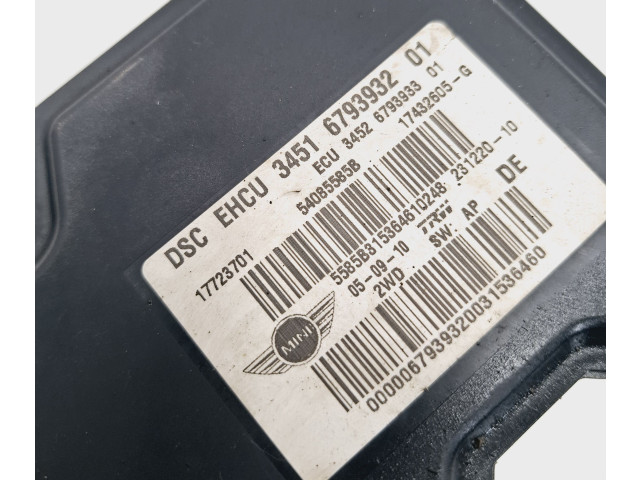 DSC EHCU 3451 6793932 01
ECU 3452 6793933 01
54085585B 17432605-G
17723701
5585B315364610248 231220-10
05-09-10 TRW
2WD SW: AP DE
MINI
0000067939320031536460